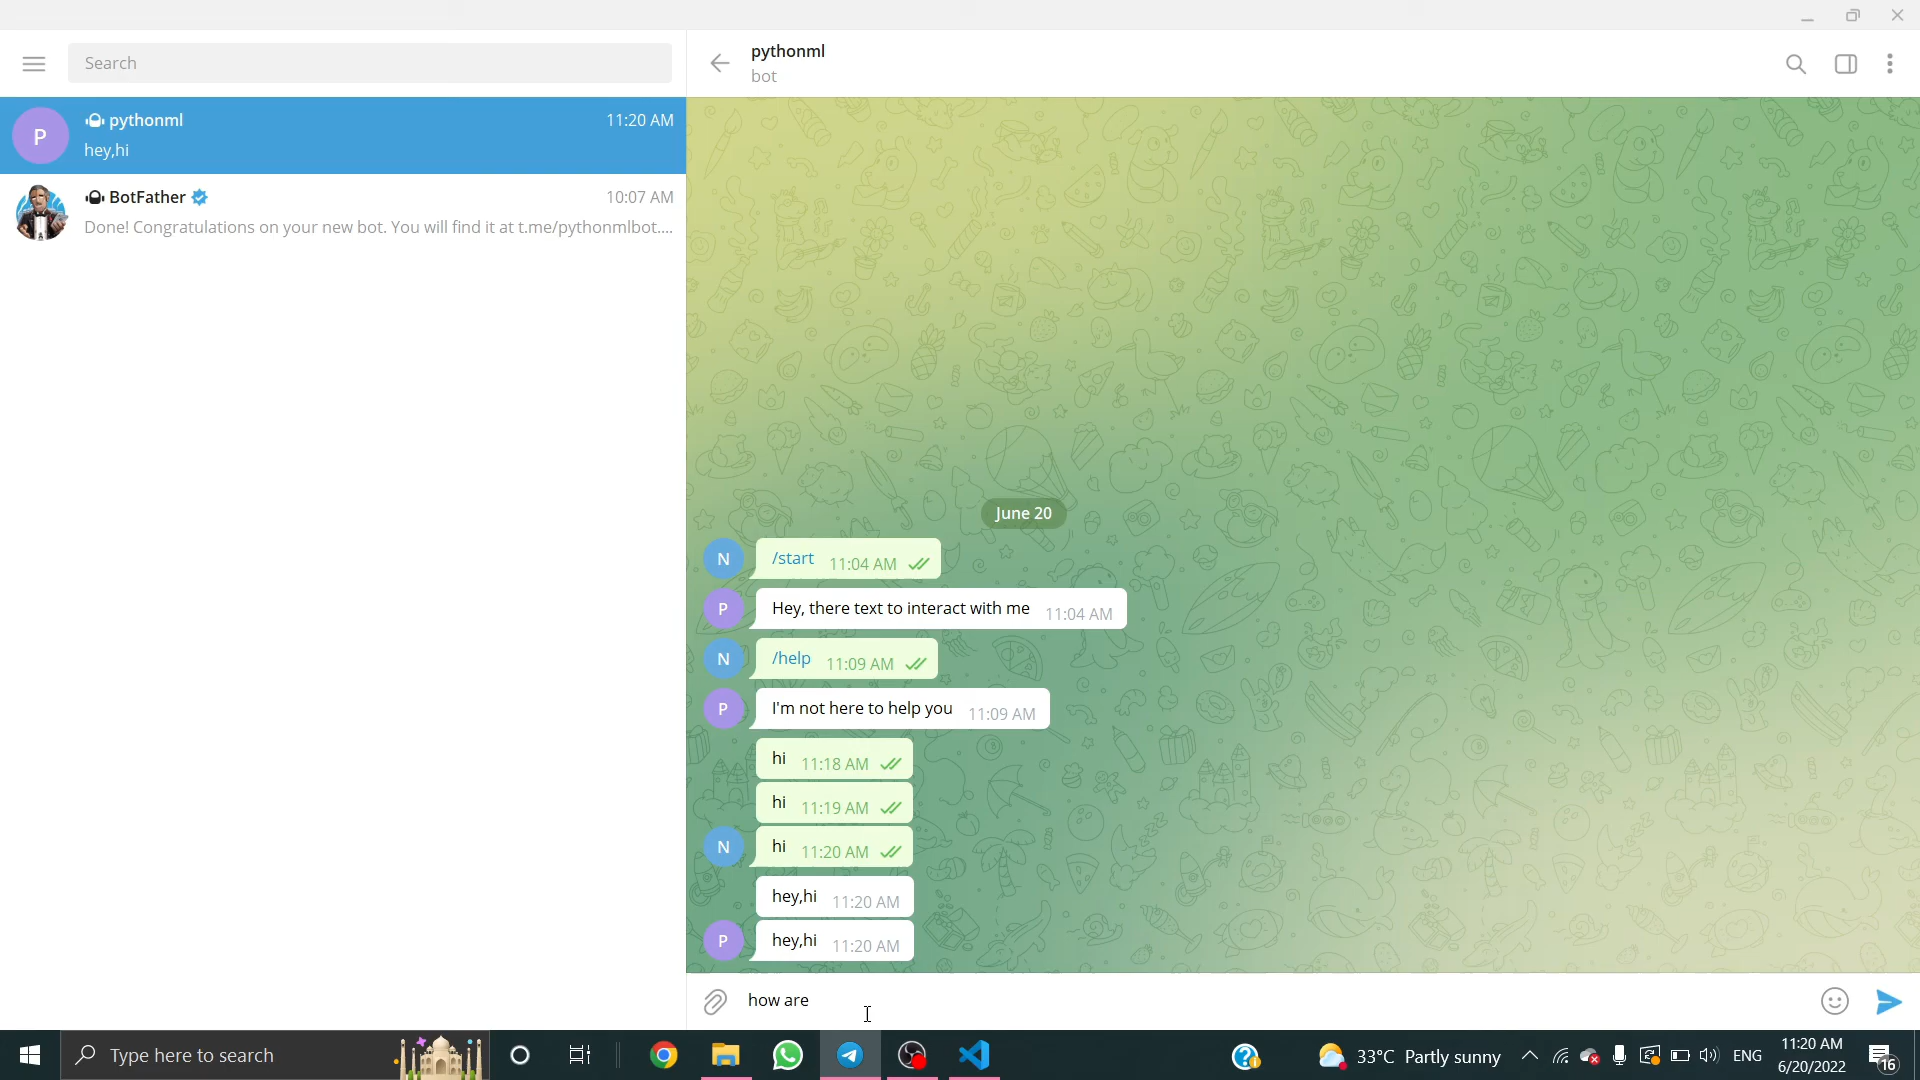 Search
pythonml
bot
P
pythonml
11:20 AM
hey,hi
BotFather
10:07 AM
Done! Congratulations on your new bot. You will find it at t.me/pythonmlbot....
June 20
N
/start 11:04 AM
P
Hey, there text to interact with me 11:04 AM
N
/help 11:09 AM
P
I'm not here to help you 11:09 AM
hi 11:18 AM
hi 11:19 AM
N
hi 11:20 AM
hey,hi 11:20 AM
P
hey,hi 11:20 AM
how are
Type here to search
33°C Partly sunny
ENG
11:20 AM
6/20/2022
16